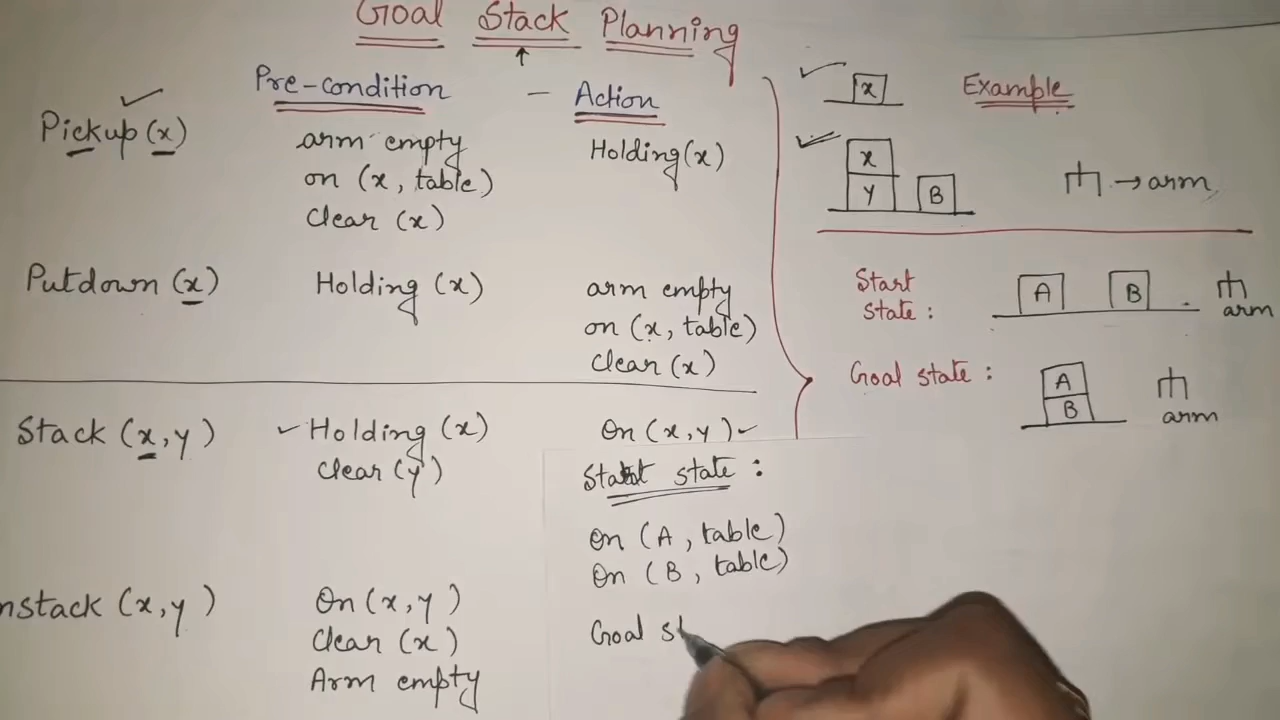 Goal Stack Planning
Pre-condition - Action
Pickup (x) arm empty Holding (x)
on (x, table)
Clear (x)
Putdown (x) Holding (x) arm empty
on (x, table)
Clear (x)
Stack (x, y) Holding (x) On (x, y)
Clear (y)
nstack (x, y) On (x, y)
Clear (x)
Arm empty
Start state :
On (A, table)
On (B, table)
Goal st
x Example
x
y B → arm
Start
state : A B arm
Goal state : A
B arm